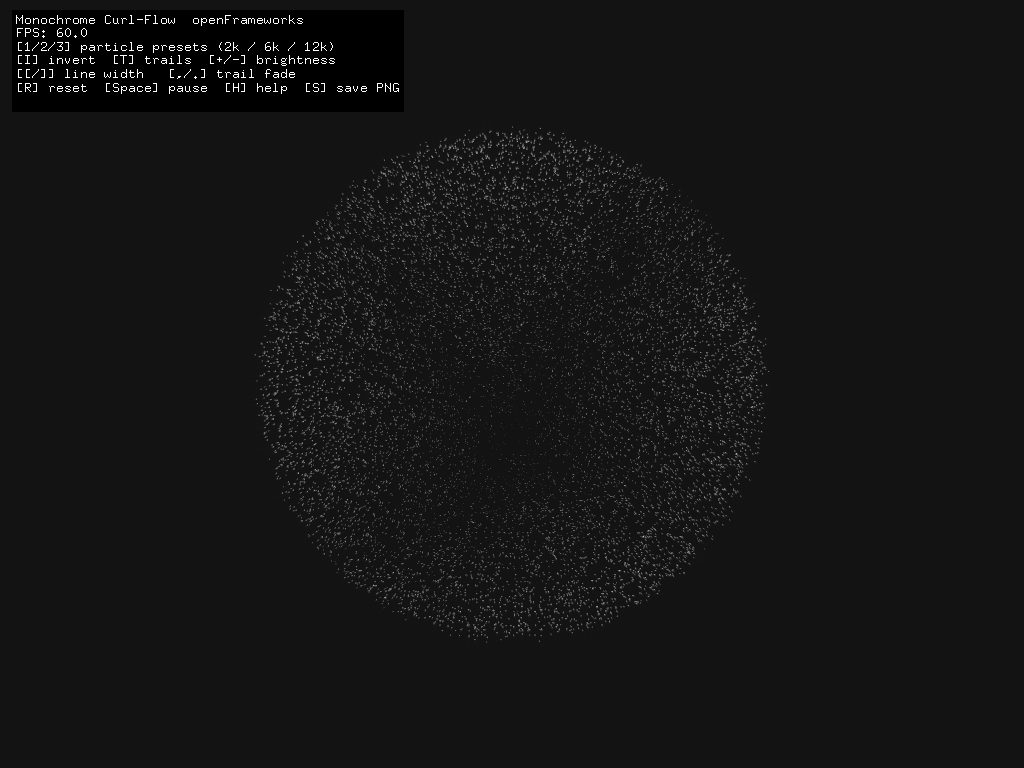 Monochrome Curl-Flow  openFrameworks
FPS: 60.0
[1/2/3] particle presets (2k / 6k / 12k)
[I] invert  [T] trails  [+/-] brightness
[[/]] line width   [,/.] trail fade
[R] reset  [Space] pause  [H] help  [S] save PNG